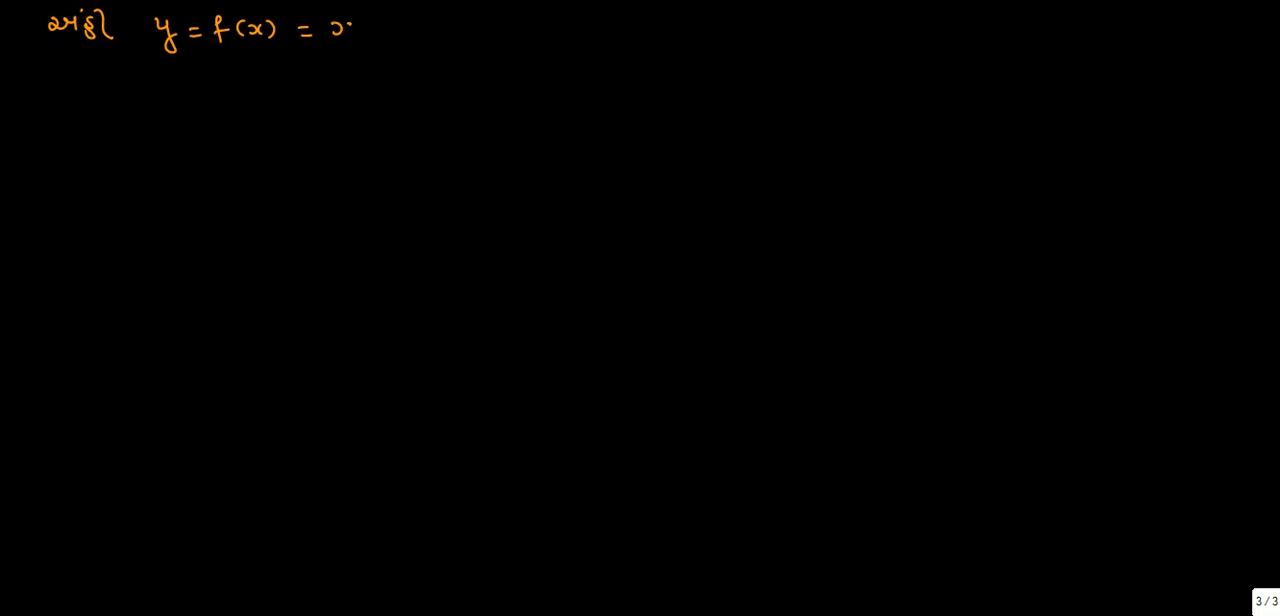 અહીં y = f(x) =
3 / 3